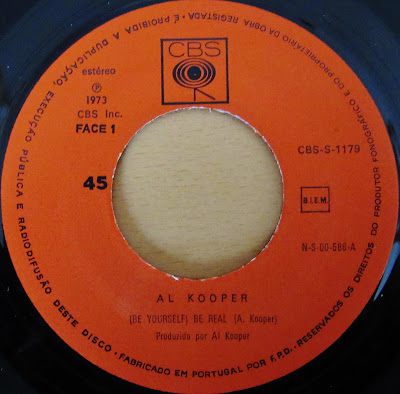 CBS
estéreo
℗
1973
CBS Inc.
FACE 1
45
CBS-S-1179
B.I.E.M.
N-S-00-586-A
AL KOOPER
(BE YOURSELF) BE REAL (A. Kooper)
Produzido por Al Kooper
É PROIBIDA A DUPLICAÇÃO, EXECUÇÃO PÚBLICA E RADIODIFUSÃO DESTE DISCO · FABRICADO EM PORTUGAL POR F.P.D. · RESERVADOS OS DIREITOS DO PRODUTOR FONOGRÁFICO E DO PROPRIETÁRIO DA OBRA REGISTADA ·